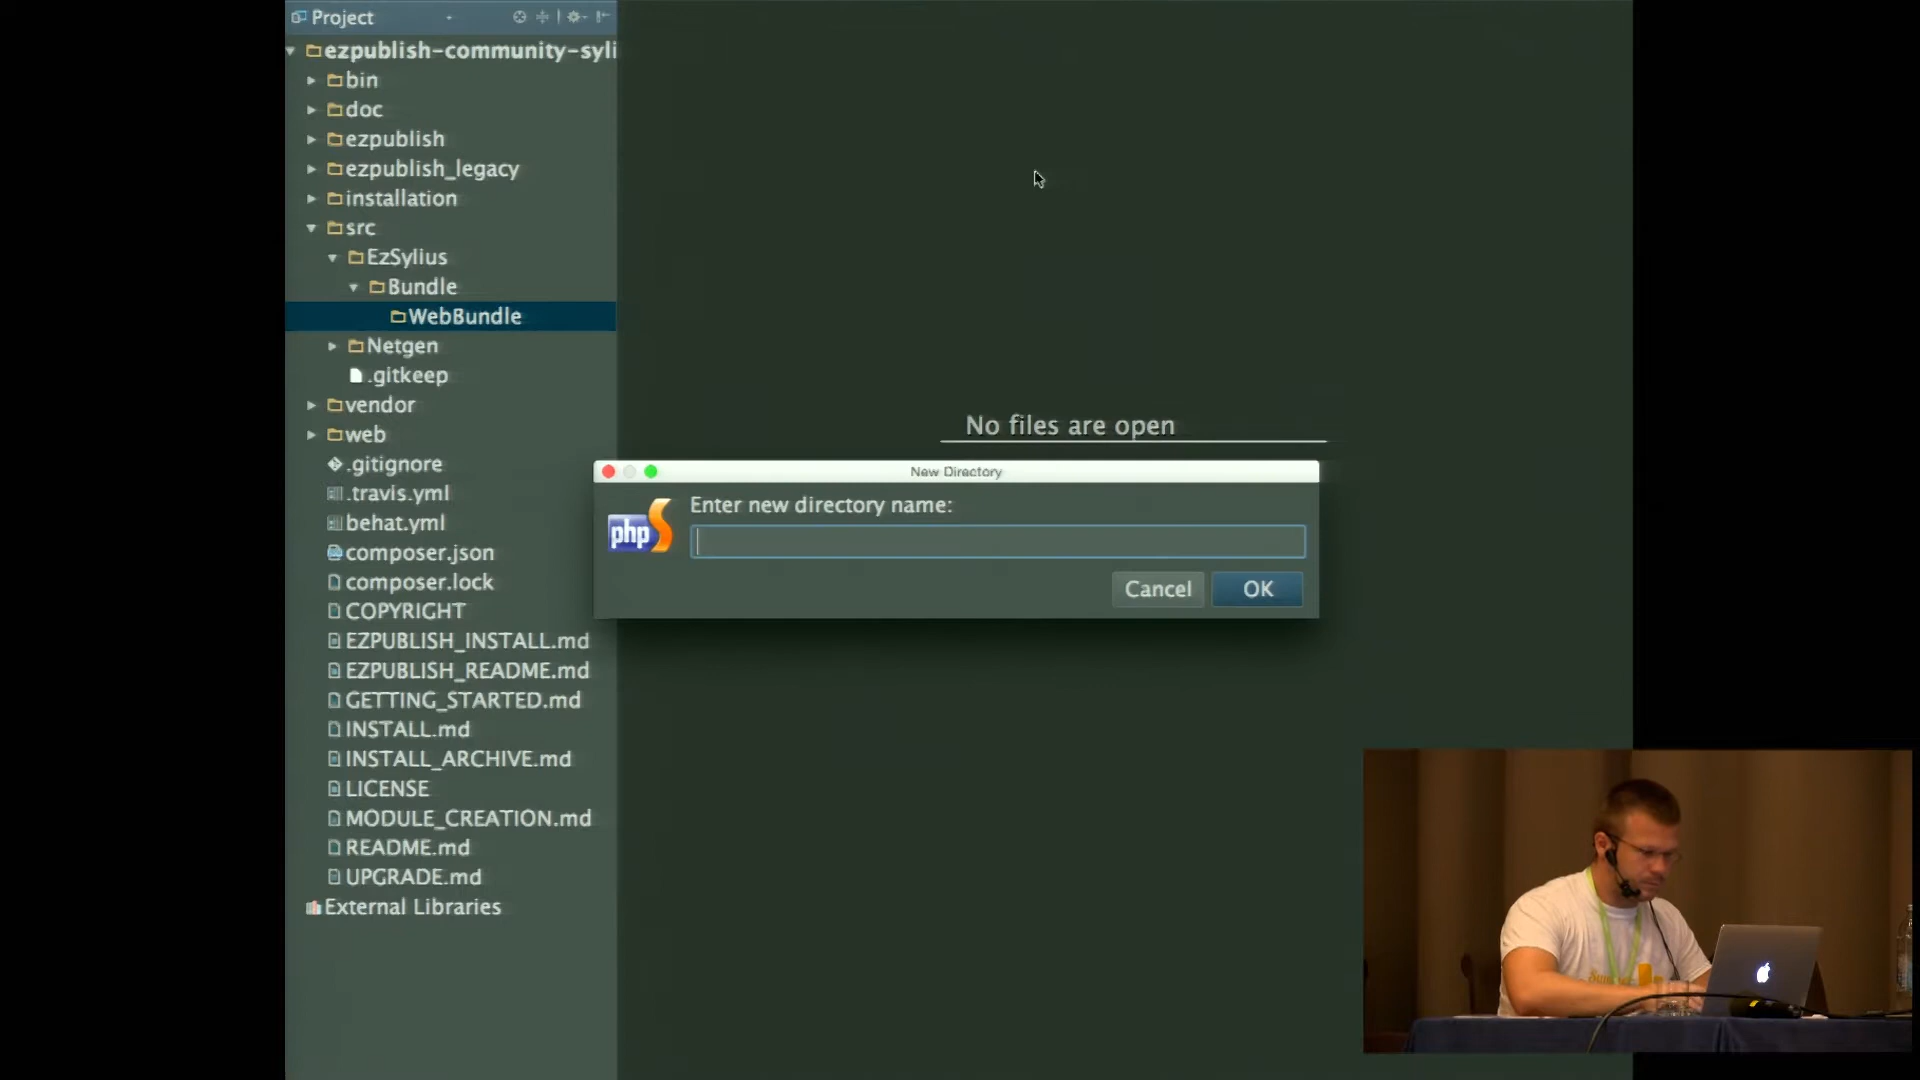 Project
ezpublish-community-syli
bin
doc
ezpublish
ezpublish_legacy
installation
src
EzSylius
Bundle
WebBundle
Netgen
.gitkeep
vendor
web
.gitignore
.travis.yml
behat.yml
composer.json
composer.lock
COPYRIGHT
EZPUBLISH_INSTALL.md
EZPUBLISH_README.md
GETTING_STARTED.md
INSTALL.md
INSTALL_ARCHIVE.md
LICENSE
MODULE_CREATION.md
README.md
UPGRADE.md
External Libraries
No files are open
New Directory
php S
Enter new directory name:
Cancel
OK